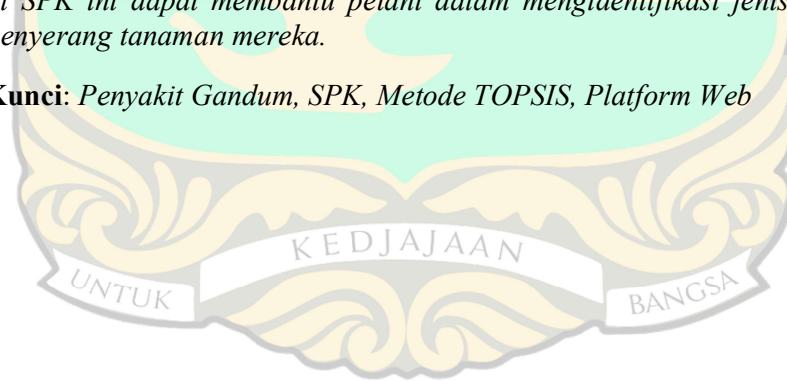 SPK ini dapat membantu petani dalam mengidentifikasi jenis
enyerang tanaman mereka.
Kunci: Penyakit Gandum, SPK, Metode TOPSIS, Platform Web
KEDJAJAAN
UNTUK
BANGSA